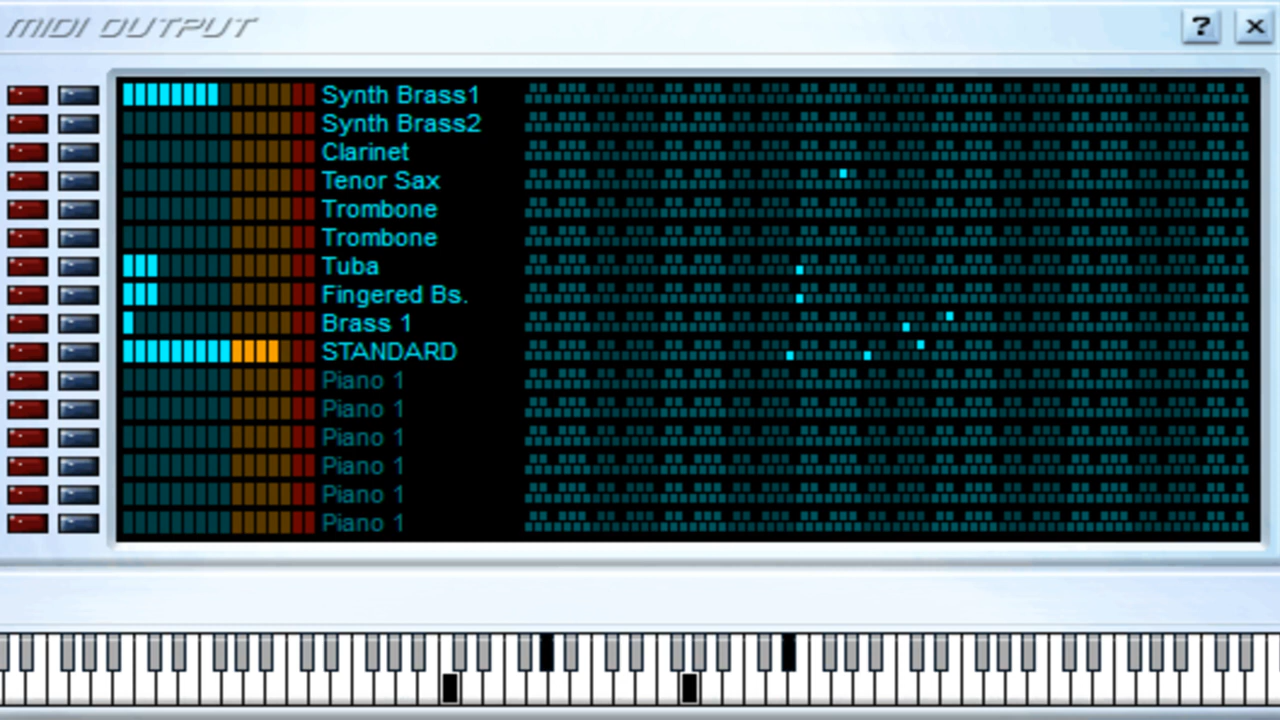 MIDI OUTPUT
? ×
Synth Brass1
Synth Brass2
Clarinet
Tenor Sax
Trombone
Trombone
Tuba
Fingered Bs.
Brass 1
STANDARD
Piano 1
Piano 1
Piano 1
Piano 1
Piano 1
Piano 1